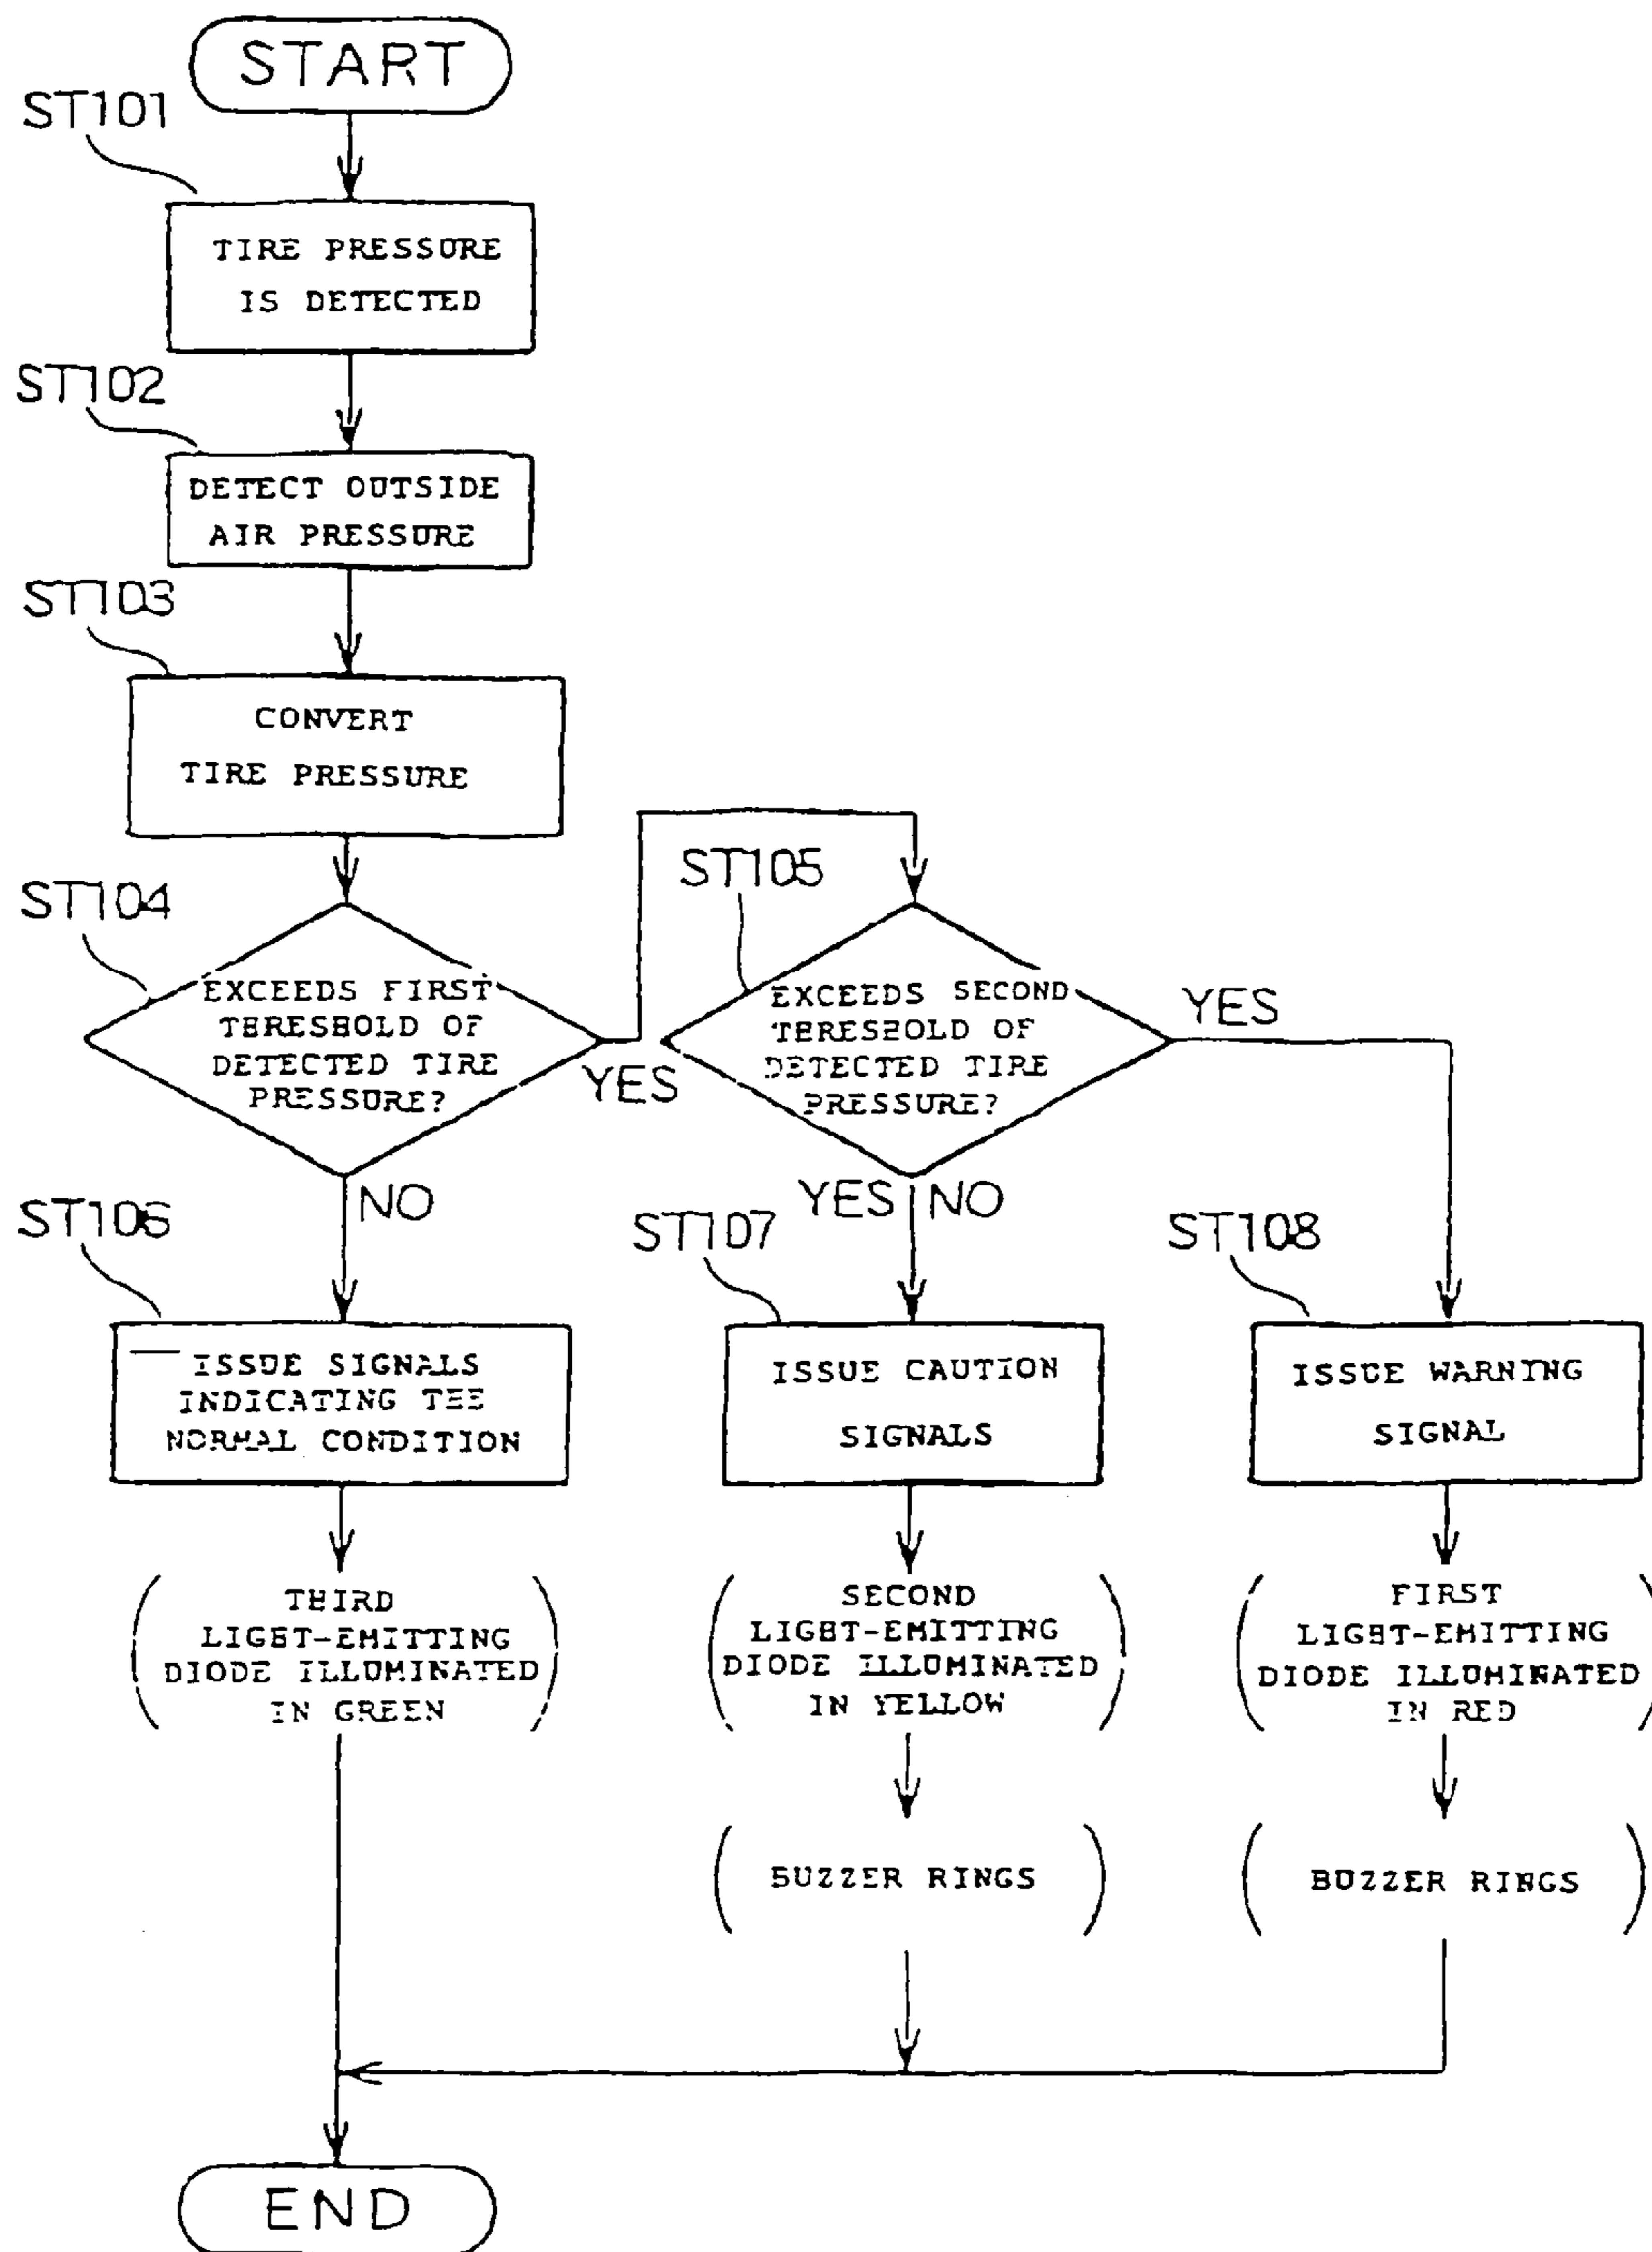 START
ST101
TIRE PRESSURE
IS DETECTED
ST102
DETECT OUTSIDE
AIR PRESSURE
ST103
CONVERT
TIRE PRESSURE
ST104
EXCEEDS FIRST
THRESHOLD OF
DETECTED TIRE
PRESSURE?
YES
NO
ST105
EXCEEDS SECOND
THRESHOLD OF
DETECTED TIRE
PRESSURE?
YES
YES NO
ST106
ISSUE SIGNALS
INDICATING THE
NORMAL CONDITION
ST107
ISSUE CAUTION
SIGNALS
ST108
ISSUE WARNING
SIGNAL
THIRD
LIGHT-EMITTING
DIODE ILLUMINATED
IN GREEN
SECOND
LIGHT-EMITTING
DIODE ILLUMINATED
IN YELLOW
FIRST
LIGHT-EMITTING
DIODE ILLUMINATED
IN RED
BUZZER RINGS
BUZZER RINGS
END